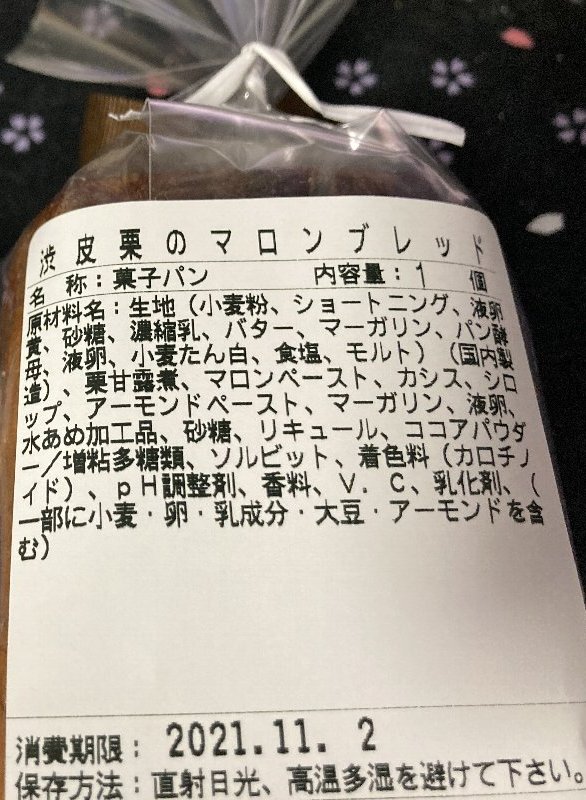 渋皮栗のマロンブレッド
名 称：菓子パン 内容量：1 個
原材料名：生地（小麦粉、ショートニング、液卵
黄、砂糖、濃縮乳、バター、マーガリン、パン酵
母、液卵、小麦たん白、食塩、モルト）（国内製
造）、栗甘露煮、マロンペースト、カシス、シロ
ップ、アーモンドペースト、マーガリン、液卵、
水あめ加工品、砂糖、リキュール、ココアパウダ
ー／増粘多糖類、ソルビット、着色料（カロチノ
イド）、pH調整剤、香料、V．C、乳化剤、（
一部に小麦・卵・乳成分・大豆・アーモンドを含
む）
消費期限：2021.11. 2
保存方法：直射日光、高温多湿を避けて下さい。